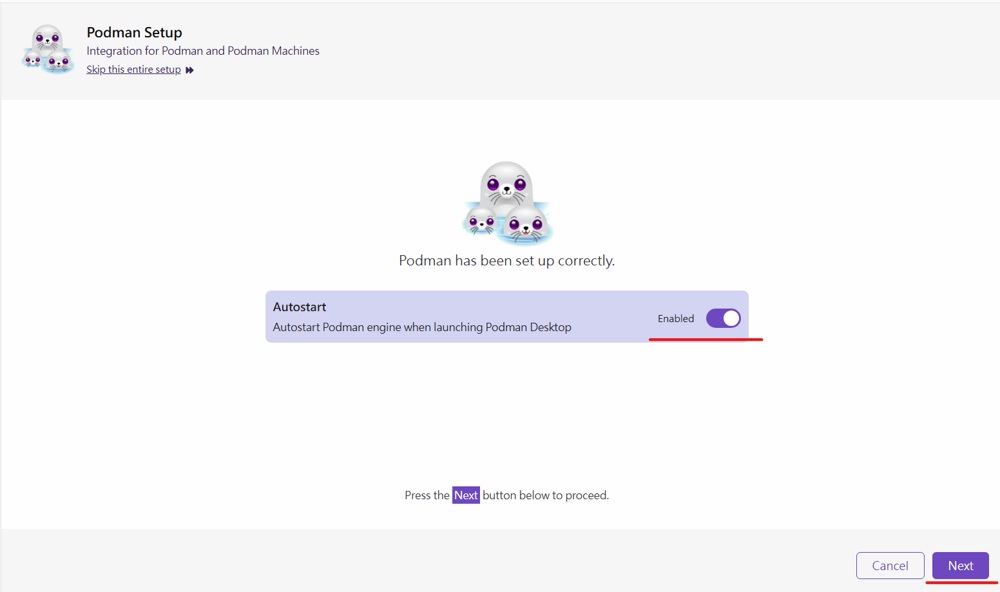 Podman Setup
Integration for Podman and Podman Machines
Skip this entire setup
Podman has been set up correctly.
Autostart
Autostart Podman engine when launching Podman Desktop
Enabled
Press the Next button below to proceed.
Cancel
Next